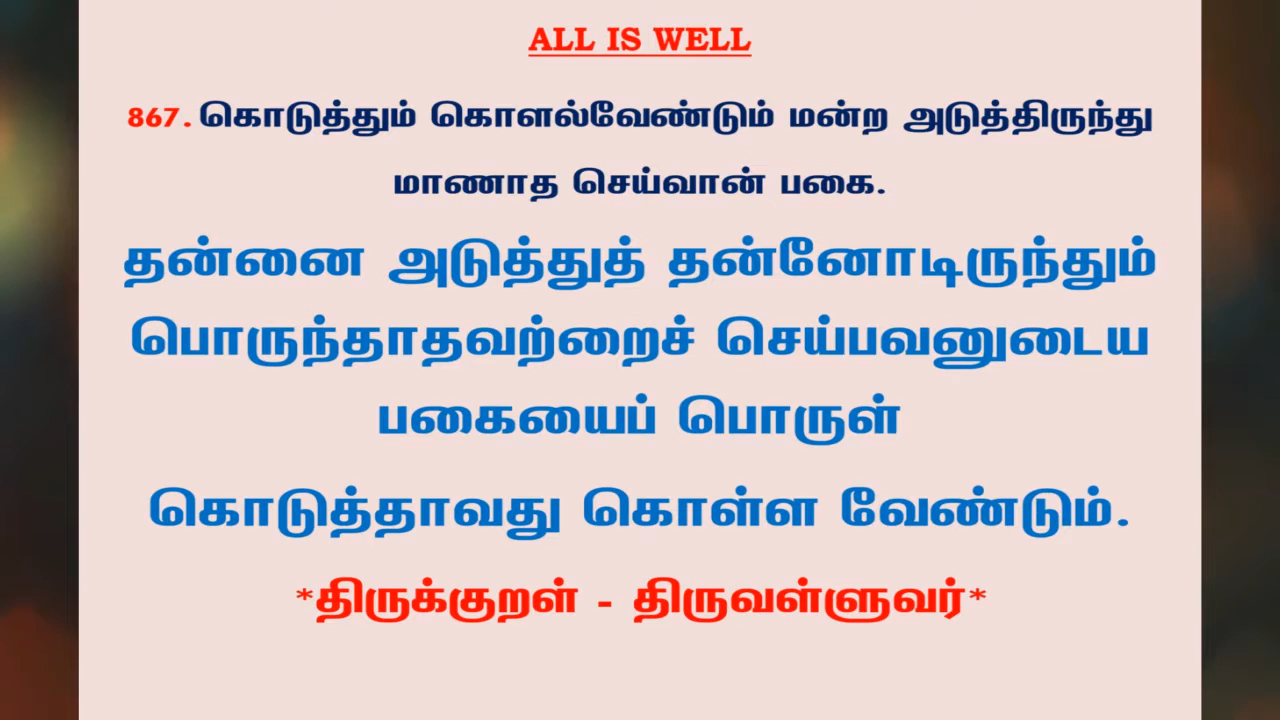 ALL IS WELL
867. கொடுத்தும் கொளல்வேண்டும் மன்ற அடுத்திருந்து
மாணாத செய்வான் பகை.
தன்னை அடுத்துத் தன்னோடிருந்தும்
பொருந்தாதவற்றைச் செய்பவனுடைய
பகையைப் பொருள்
கொடுத்தாவது கொள்ள வேண்டும்.
*திருக்குறள் - திருவள்ளுவர்*